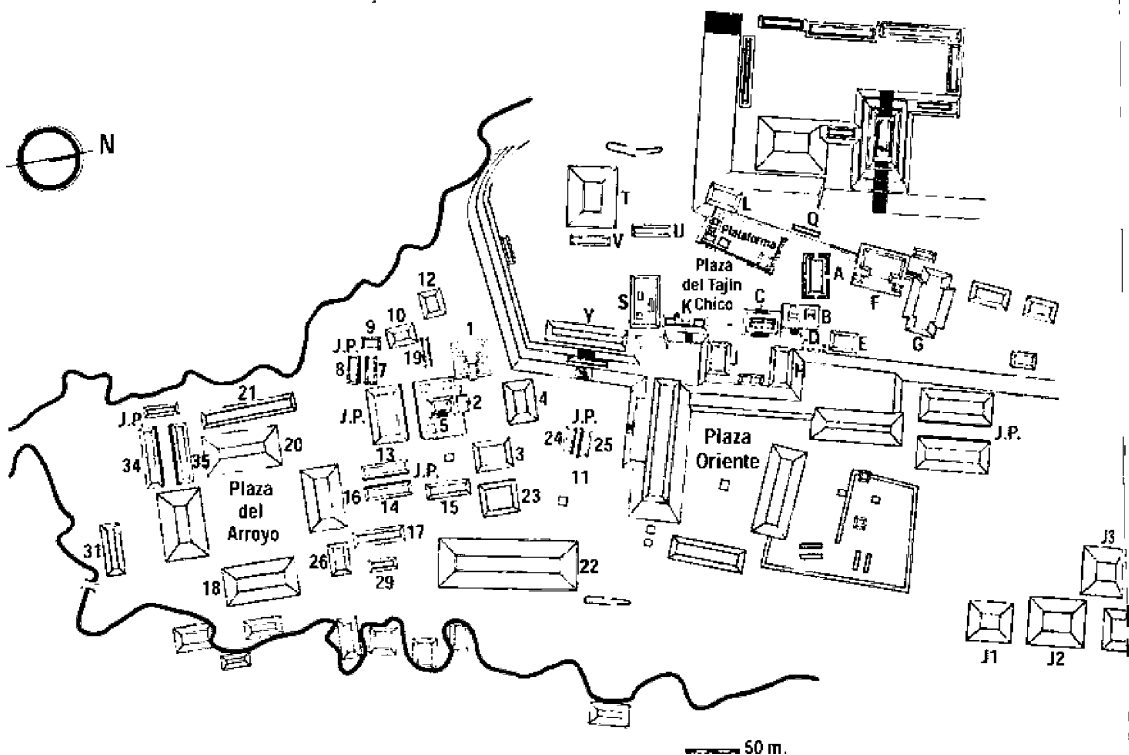 N
L
Q
T
Plataforma
V
U
Plaza
del Tajín
Chico
A
F
S
K
C
B
12
D
E
G
10
Y
1
9
J.P.
19
8
7
J
H
21
J.P.
2
4
J.P.
J.P.
5
J.P.
20
24
25
Plaza
Oriente
34
35
13
J.P.
3
Plaza
del
Arroyo
16
11
14
15
23
17
31
26
22
J3
18
29
J1
J2
50 m.